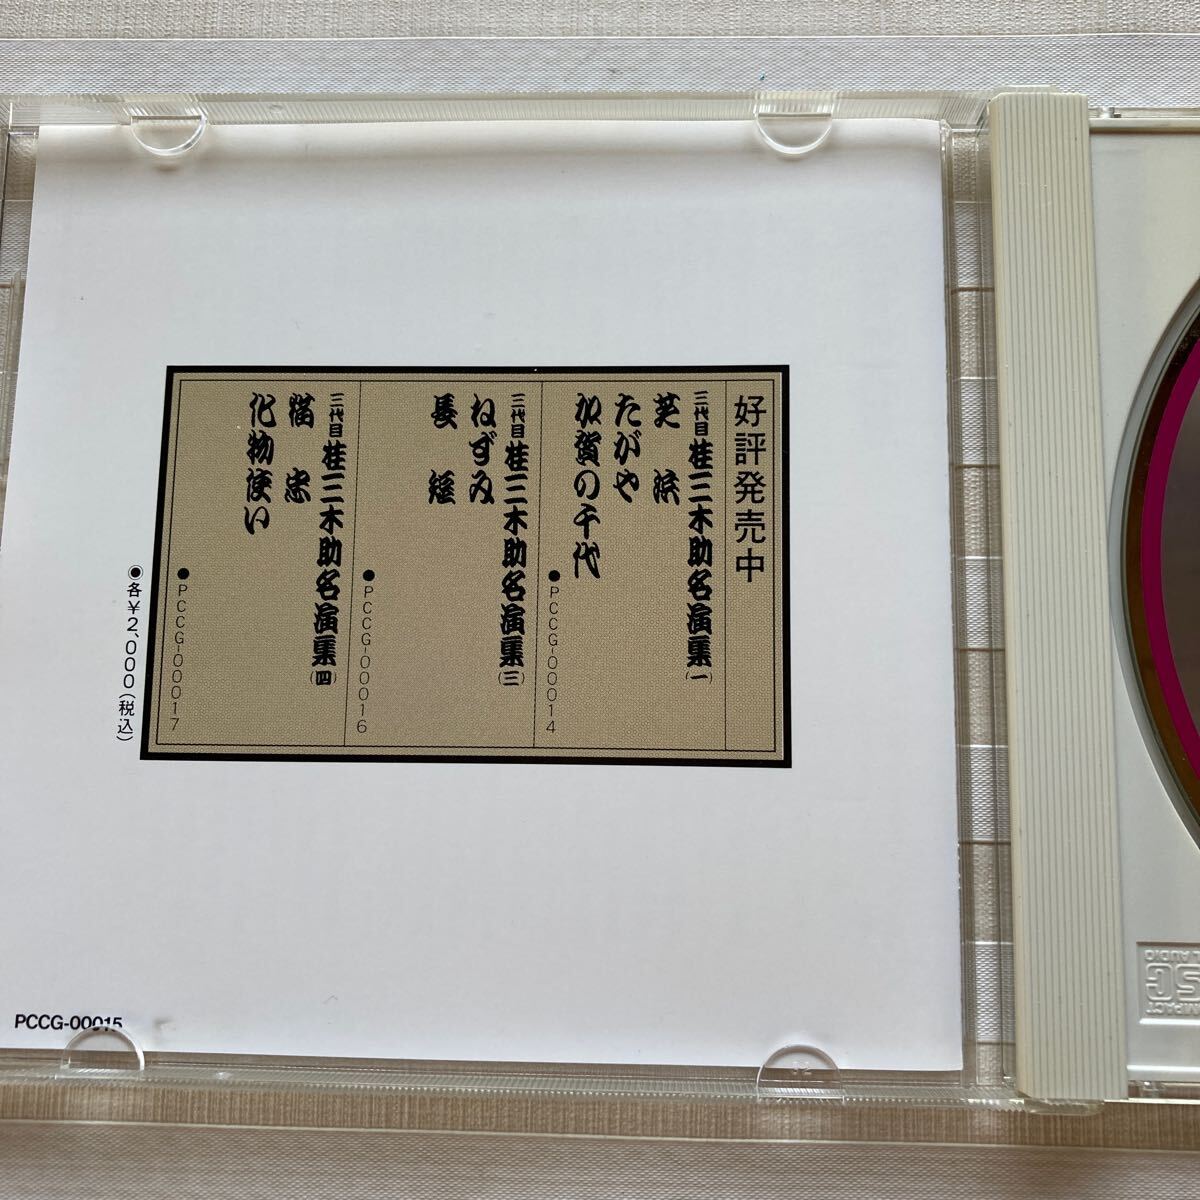 好評発売中
三代目 桂三木助名演集(一)
芝浜
たがや
加賀の千代
●PCCG-00014
三代目 桂三木助名演集(三)
ねずみ
長短
●PCCG-00016
三代目 桂三木助名演集(四)
猫忠
化物使い
●PCCG-00017
●各¥2,000(税込)
PCCG-00015